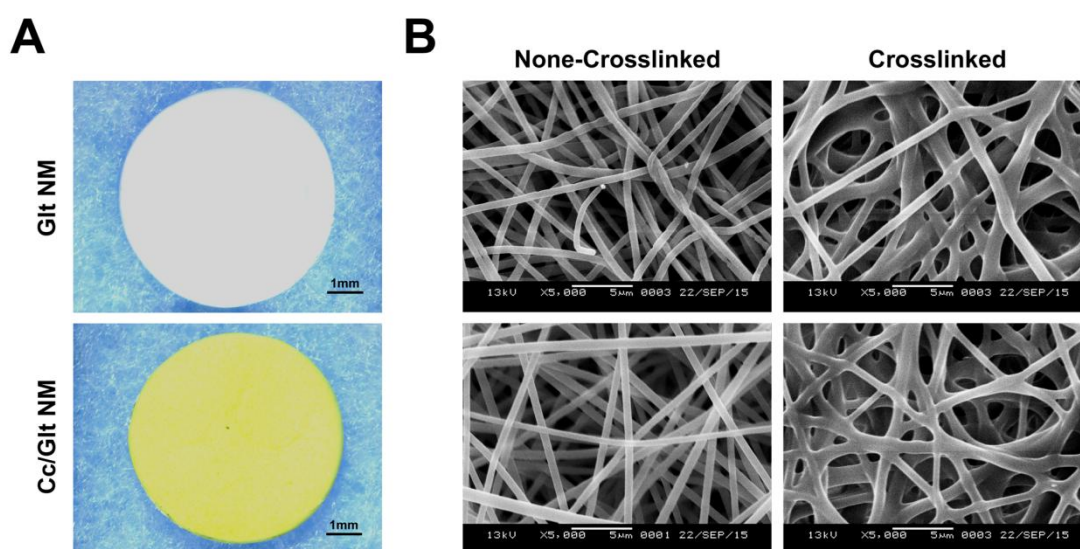 A
B
None-Crosslinked
Crosslinked
Glt NM
1mm
13kV X5,000 5µm 0003 22/SEP/15
13kV X5,000 5µm 0003 22/SEP/15
Cc/Glt NM
1mm
13kV X5,000 5µm 0001 22/SEP/15
13kV X5,000 5µm 0003 22/SEP/15